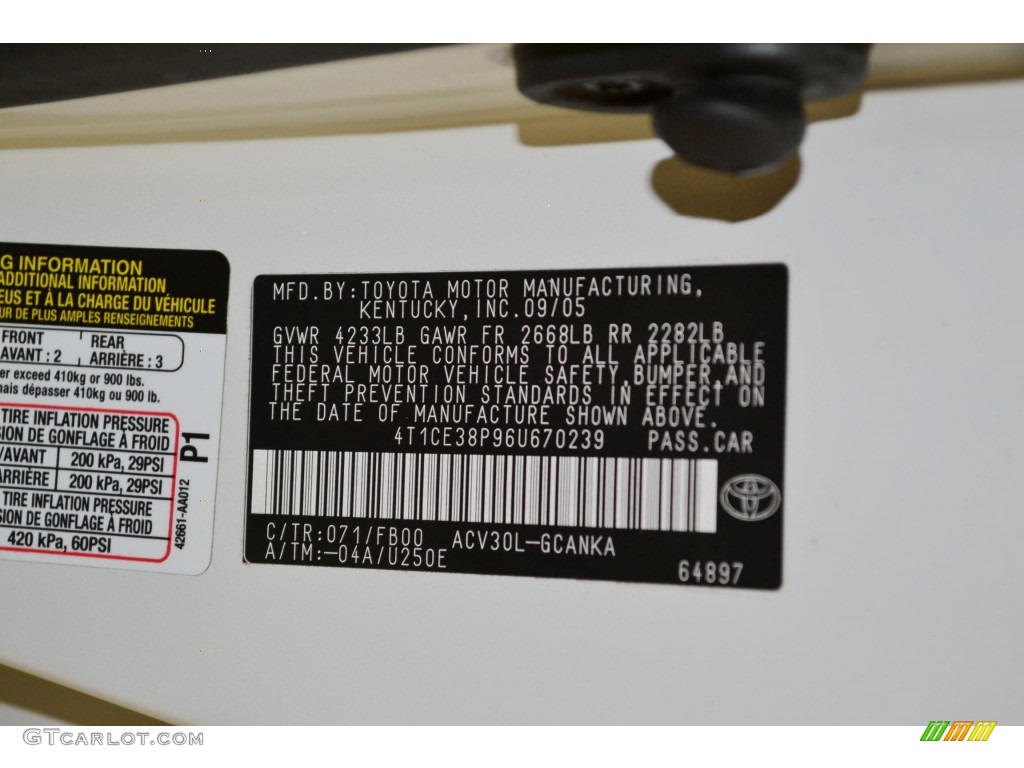 G INFORMATION
ADDITIONAL INFORMATION
EUS ET À LA CHARGE DU VÉHICULE
UR DE PLUS AMPLES RENSEIGNEMENTS
FRONT REAR
AVANT : 2 ARRIÈRE : 3
er exceed 410kg or 900 lbs.
mais dépasser 410kg ou 900 lb.
TIRE INFLATION PRESSURE
SION DE GONFLAGE À FROID
/AVANT 200 kPa, 29PSI
ARRIÈRE 200 kPa, 29PSI
TIRE INFLATION PRESSURE
SION DE GONFLAGE À FROID
420 kPa, 60PSI
P1
42661-AA012
MFD.BY:TOYOTA MOTOR MANUFACTURING,
KENTUCKY,INC.09/05
GVWR 4233LB GAWR FR 2668LB RR 2282LB
THIS VEHICLE CONFORMS TO ALL APPLICABLE
FEDERAL MOTOR VEHICLE SAFETY,BUMPER,AND
THEFT PREVENTION STANDARDS IN EFFECT ON
THE DATE OF MANUFACTURE SHOWN ABOVE.
4T1CE38P96U670239 PASS.CAR
C/TR:071/FB00 ACV30L-GCANKA
A/TM:-04A/U250E
64897
GTCARLOT.COM